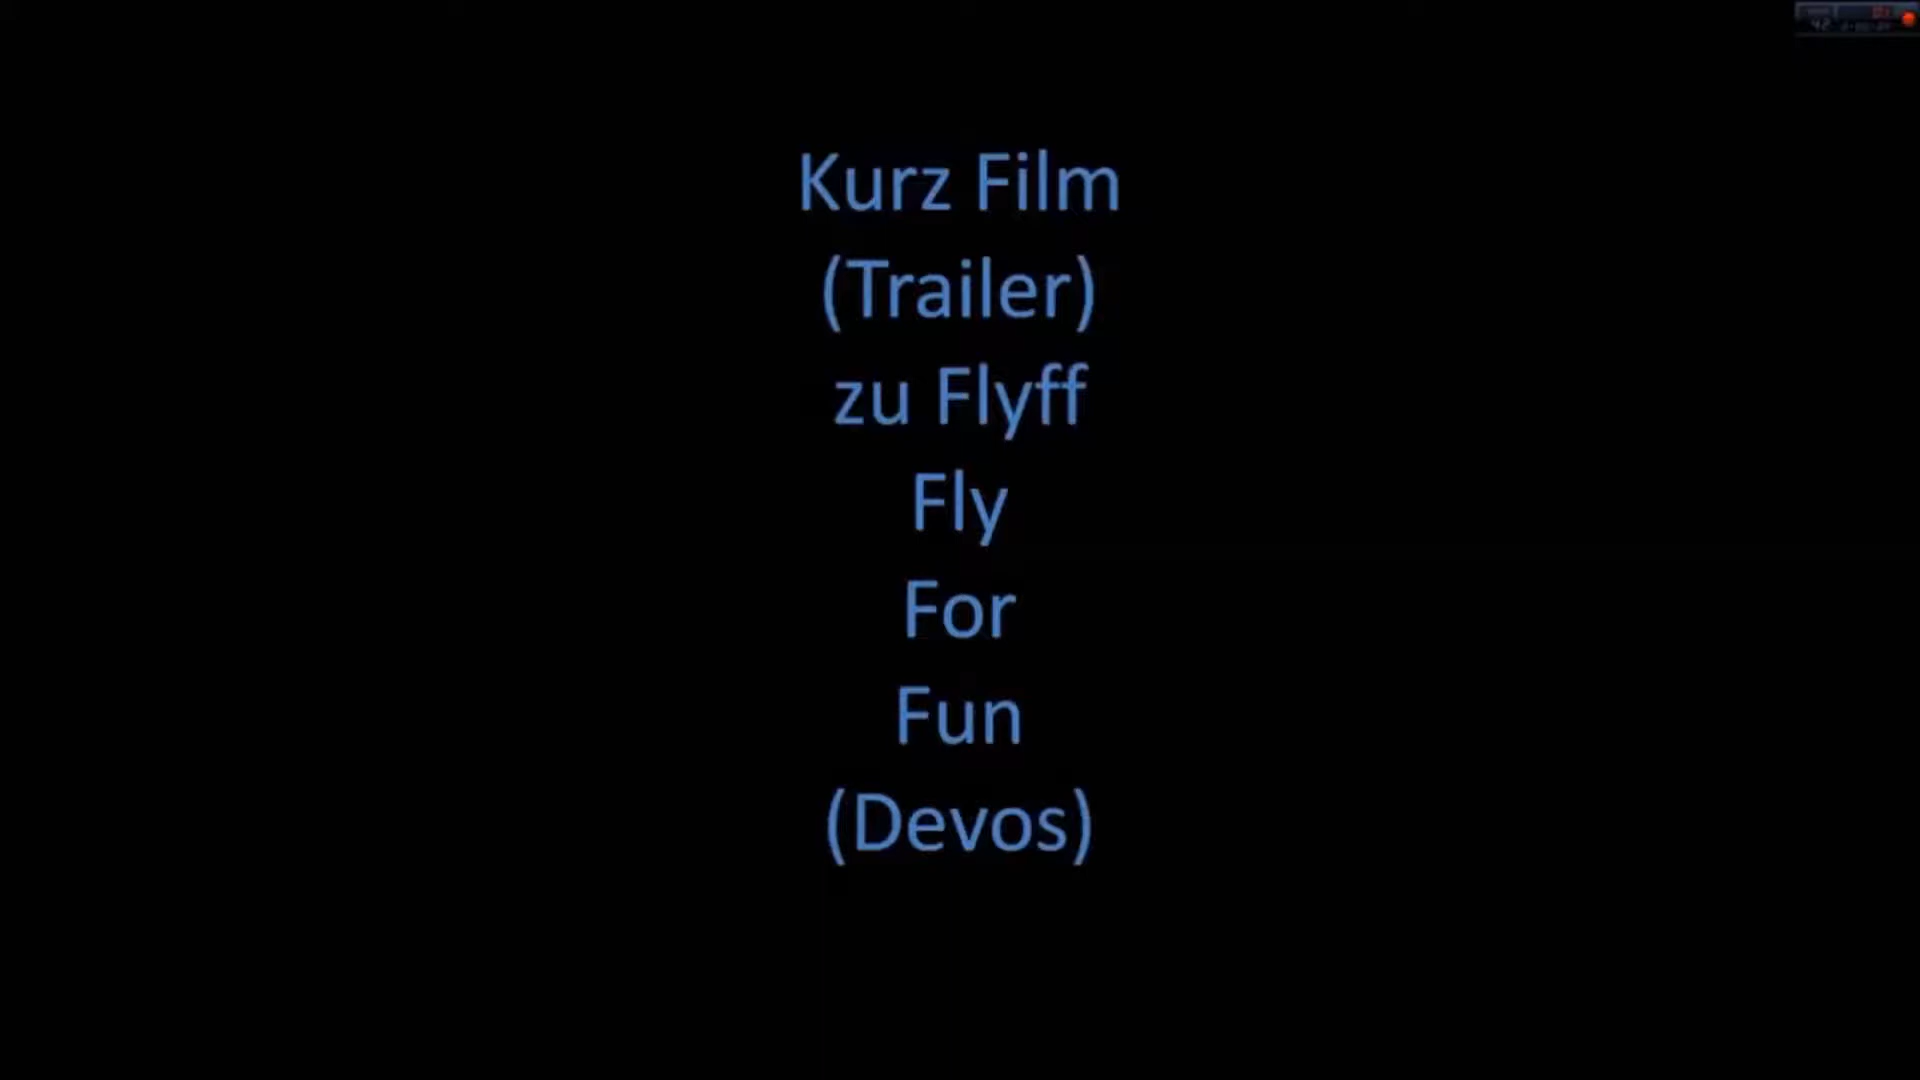 Kurz Film
(Trailer)
zu Flyff
Fly
For
Fun
(Devos)